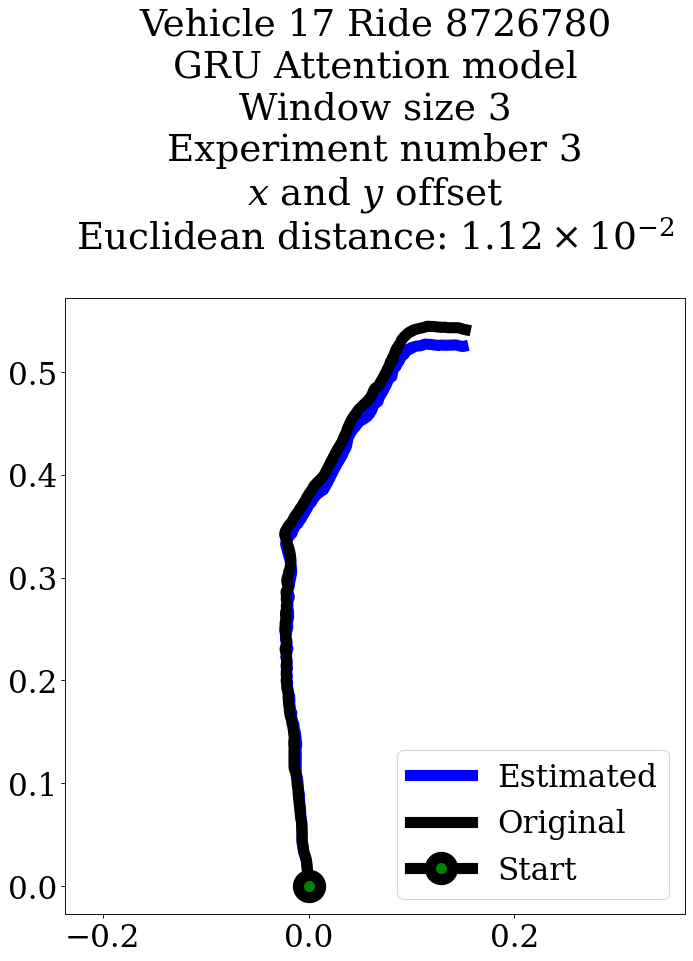 Vehicle 17 Ride 8726780
GRU Attention model
Window size 3
Experiment number 3
x and y offset
Euclidean distance: 1.12 × 10⁻²
0.5
0.4
0.3
0.2
0.1
0.0
−0.2 0.0 0.2
Estimated
Original
Start